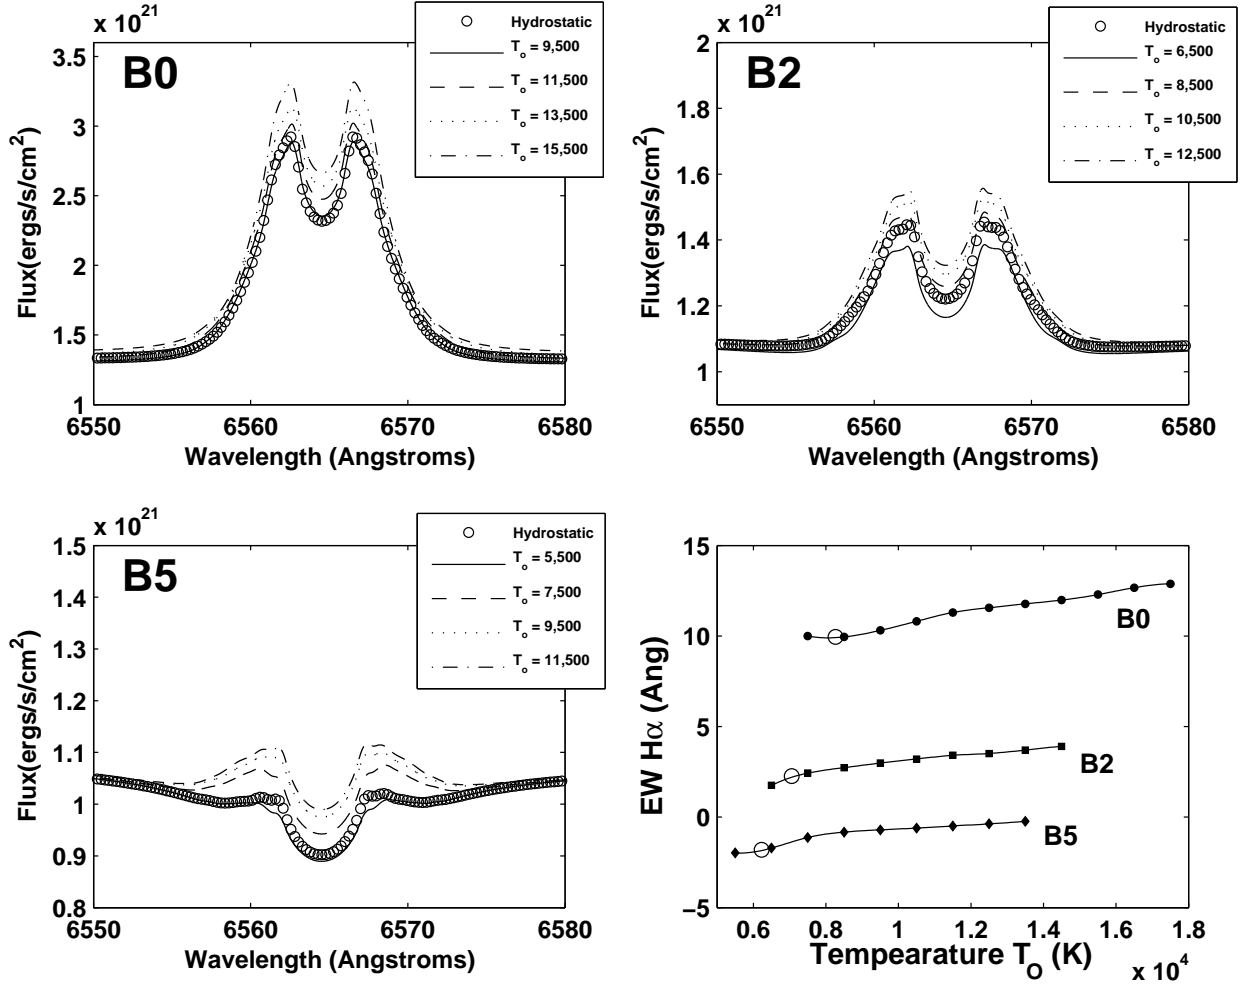 x 10^21
B0
Hydrostatic
T_o = 9,500
T_o = 11,500
T_o = 13,500
T_o = 15,500
3.5
3
2.5
2
1.5
1
Flux(ergs/s/cm^2)
6550 6560 6570 6580
Wavelength (Angstroms)
x 10^21
B2
Hydrostatic
T_o = 6,500
T_o = 8,500
T_o = 10,500
T_o = 12,500
2
1.8
1.6
1.4
1.2
1
Flux(ergs/s/cm^2)
6550 6560 6570 6580
Wavelength (Angstroms)
x 10^21
B5
Hydrostatic
T_o = 5,500
T_o = 7,500
T_o = 9,500
T_o = 11,500
1.5
1.4
1.3
1.2
1.1
1
0.9
0.8
Flux(ergs/s/cm^2)
6550 6560 6570 6580
Wavelength (Angstroms)
15
10
5
0
−5
EW Hα (Ang)
B0
B2
B5
0.6 0.8 1 1.2 1.4 1.6 1.8
Tempearature T_O (K)
x 10^4